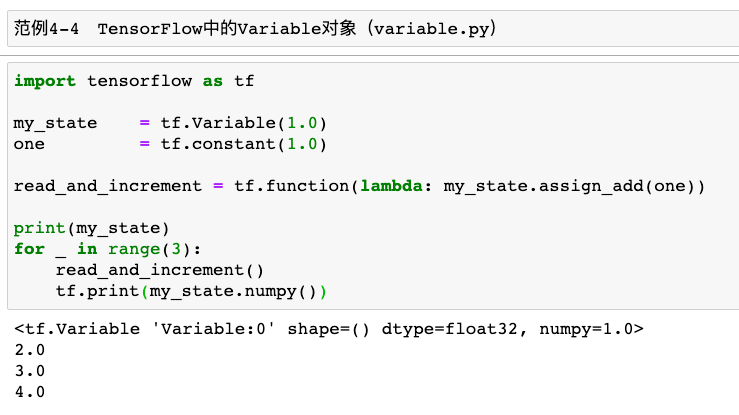 范例4-4 TensorFlow中的Variable对象（variable.py）
import tensorflow as tf
my_state    = tf.Variable(1.0)
one         = tf.constant(1.0)
read_and_increment = tf.function(lambda: my_state.assign_add(one))
print(my_state)
for _ in range(3):
    read_and_increment()
    tf.print(my_state.numpy())
<tf.Variable 'Variable:0' shape=() dtype=float32, numpy=1.0>
2.0
3.0
4.0